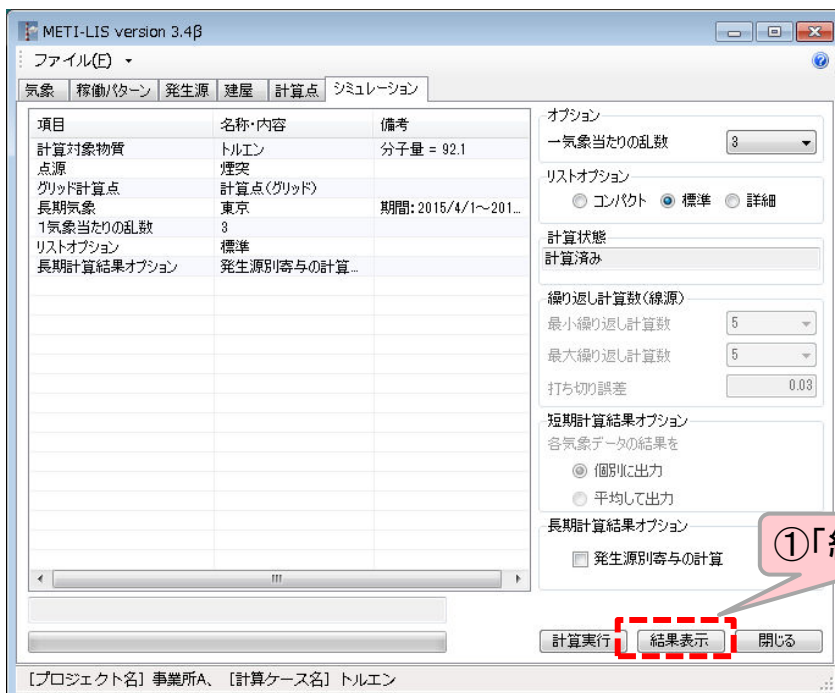 METI-LIS version 3.4β
ファイル(F)
気象 稼働パターン 発生源 建屋 計算点 シミュレーション
項目 名称・内容 備考
計算対象物質 トルエン 分子量 = 92.1
点源 煙突
グリッド計算点 計算点(グリッド)
長期気象 東京 期間:2015/4/1～201...
1気象当たりの乱数 3
リストオプション 標準
長期計算結果オプション 発生源別寄与の計算...
オプション
一気象当たりの乱数 3
リストオプション
コンパクト 標準 詳細
計算状態
計算済み
繰り返し計算数(線源)
最小繰り返し計算数 5
最大繰り返し計算数 5
打ち切り誤差 0.03
短期計算結果オプション
各気象データの結果を
個別に出力
平均して出力
長期計算結果オプション
発生源別寄与の計算
①「
計算実行 結果表示 閉じる
[プロジェクト名] 事業所A、 [計算ケース名] トルエン